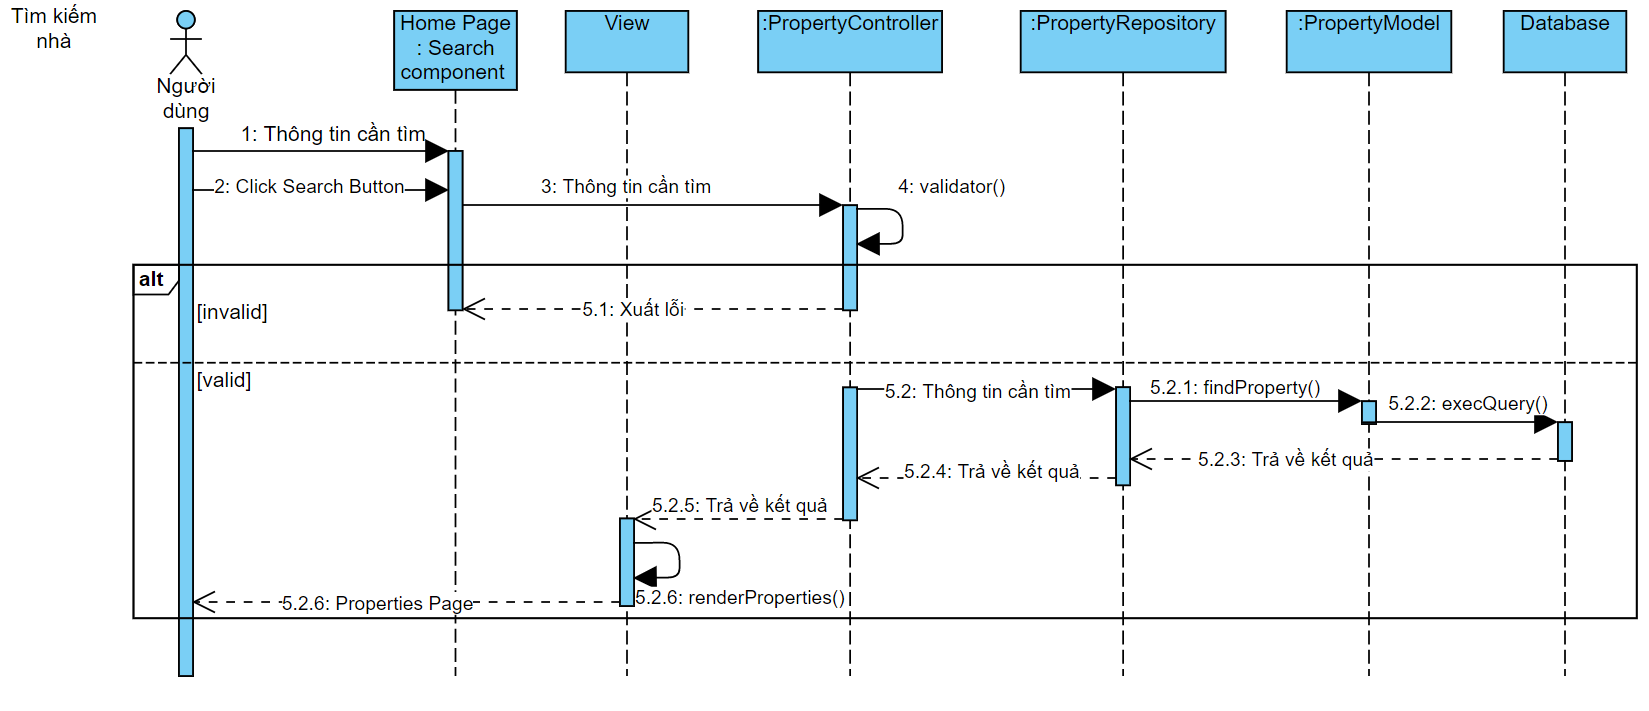 Tìm kiếm
nhà
Người
dùng
Home Page
: Search
component
View
:PropertyController
:PropertyRepository
:PropertyModel
Database
1: Thông tin cần tìm
2: Click Search Button
3: Thông tin cần tìm
4: validator()
alt
[invalid]
5.1: Xuất lỗi
[valid]
5.2: Thông tin cần tìm
5.2.1: findProperty()
5.2.2: execQuery()
5.2.3: Trả về kết quả
5.2.4: Trả về kết quả
5.2.5: Trả về kết quả
5.2.6: renderProperties()
5.2.6: Properties Page